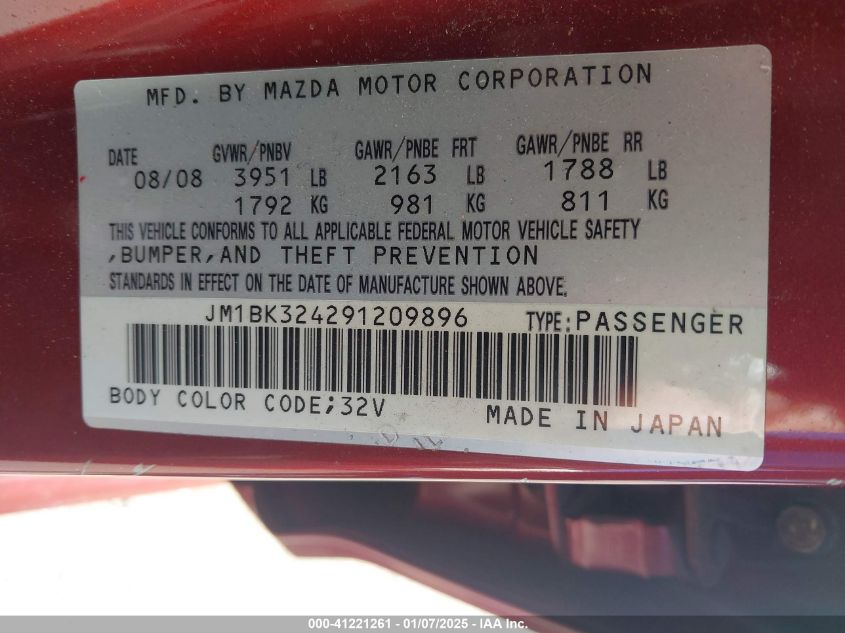 MFD. BY MAZDA MOTOR CORPORATION
DATE GVWR/PNBV GAWR/PNBE FRT GAWR/PNBE RR
08/08 3951 LB 2163 LB 1788 LB
1792 KG 981 KG 811 KG
THIS VEHICLE CONFORMS TO ALL APPLICABLE FEDERAL MOTOR VEHICLE SAFETY
,BUMPER,AND THEFT PREVENTION
STANDARDS IN EFFECT ON THE DATE OF MANUFACTURE SHOWN ABOVE.
JM1BK324291209896 TYPE:PASSENGER
BODY COLOR CODE;32V MADE IN JAPAN
000-41221261 - 01/07/2025 - IAA Inc.